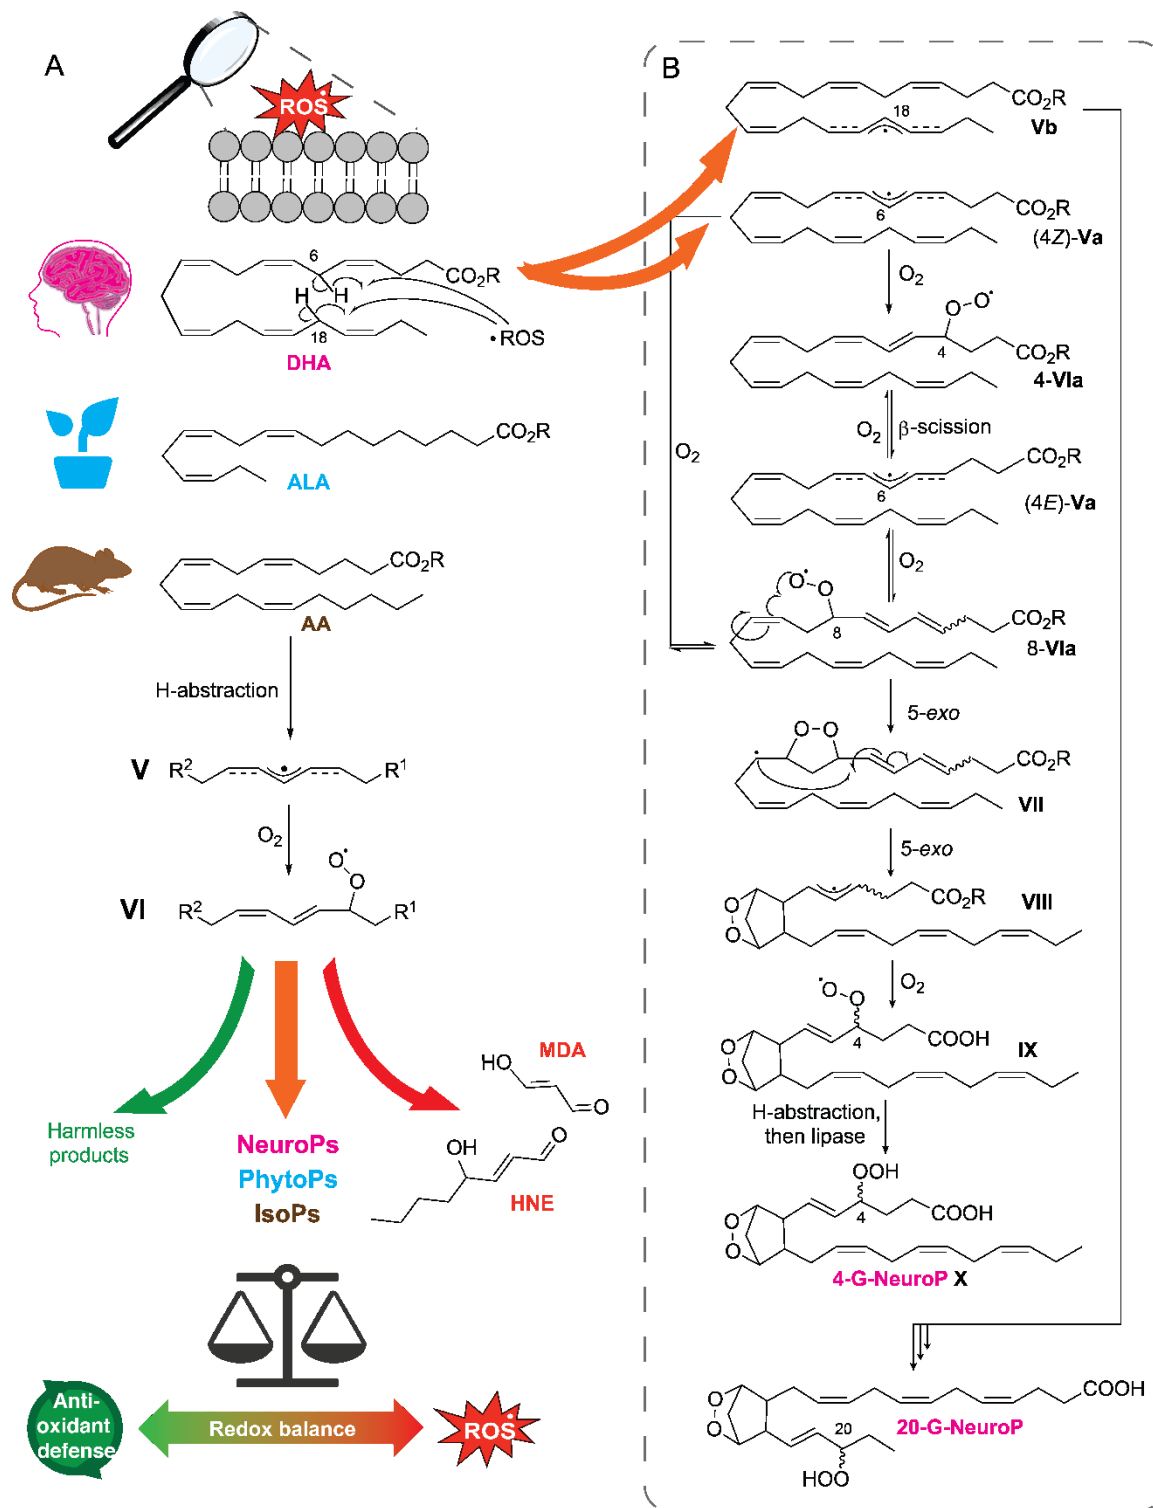 A
ROS•
6
CO₂R
H
H
18
•ROS
DHA
CO₂R
ALA
CO₂R
AA
H-abstraction
V
R²
•
R¹
O₂
O•
O
VI
R²
R¹
Harmless
products
NeuroPs
PhytoPs
IsoPs
HO
MDA
O
OH
O
HNE
Anti-
oxidant
defense
Redox balance
ROS•
B
CO₂R
18
•
Vb
•
6
CO₂R
(4Z)-Va
O₂
O-O•
4
CO₂R
4-VIa
O₂
β-scission
•
6
CO₂R
(4E)-Va
O₂
O₂
O•-O
8
CO₂R
8-VIa
5-exo
O-O
•
CO₂R
VII
5-exo
O
O
•
CO₂R
VIII
O₂
•O-O
O
O
4
COOH
IX
H-abstraction,
then lipase
OOH
O
O
4
COOH
4-G-NeuroP X
COOH
O
O
20
20-G-NeuroP
HOO